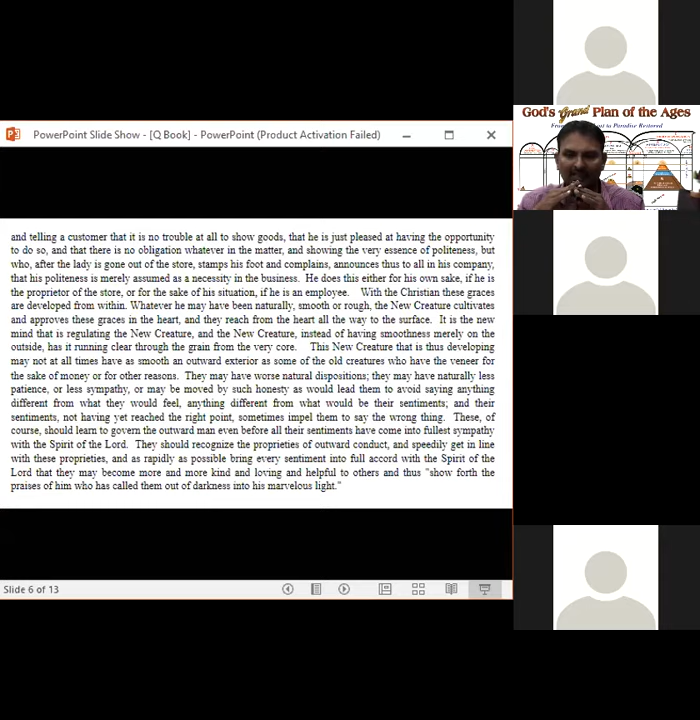 God's Grand Plan of the Ages
to Paradise Restored
PowerPoint Slide Show - [Q Book] - PowerPoint (Product Activation Failed)
and telling a customer that it is no trouble at all to show goods, that he is just pleased at having the opportunity
to do so, and that there is no obligation whatever in the matter, and showing the very essence of politeness, but
who, after the lady is gone out of the store, stamps his foot and complains, announces thus to all in his company,
that his politeness is merely assumed as a necessity in the business. He does this either for his own sake, if he is
the proprietor of the store, or for the sake of his situation, if he is an employee. With the Christian these graces
are developed from within. Whatever he may have been naturally, smooth or rough, the New Creature cultivates
and approves these graces in the heart, and they reach from the heart all the way to the surface. It is the new
mind that is regulating the New Creature, and the New Creature, instead of having smoothness merely on the
outside, has it running clear through the grain from the very core. This New Creature that is thus developing
may not at all times have as smooth an outward exterior as some of the old creatures who have the veneer for
the sake of money or for other reasons. They may have worse natural dispositions; they may have naturally less
patience, or less sympathy, or may be moved by such honesty as would lead them to avoid saying anything
different from what they would feel, anything different from what would be their sentiments; and their
sentiments, not having yet reached the right point, sometimes impel them to say the wrong thing. These, of
course, should learn to govern the outward man even before all their sentiments have come into fullest sympathy
with the Spirit of the Lord. They should recognize the proprieties of outward conduct, and speedily get in line
with these proprieties, and as rapidly as possible bring every sentiment into full accord with the Spirit of the
Lord that they may become more and more kind and loving and helpful to others and thus "show forth the
praises of him who has called them out of darkness into his marvelous light."
Slide 6 of 13